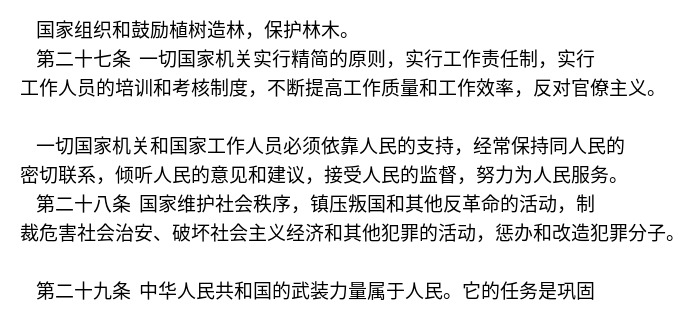 国家组织和鼓励植树造林，保护林木。
第二十七条 一切国家机关实行精简的原则，实行工作责任制，实行
工作人员的培训和考核制度，不断提高工作质量和工作效率，反对官僚主义。
一切国家机关和国家工作人员必须依靠人民的支持，经常保持同人民的
密切联系，倾听人民的意见和建议，接受人民的监督，努力为人民服务。
第二十八条 国家维护社会秩序，镇压叛国和其他反革命的活动，制
裁危害社会治安、破坏社会主义经济和其他犯罪的活动，惩办和改造犯罪分子。
第二十九条 中华人民共和国的武装力量属于人民。它的任务是巩固